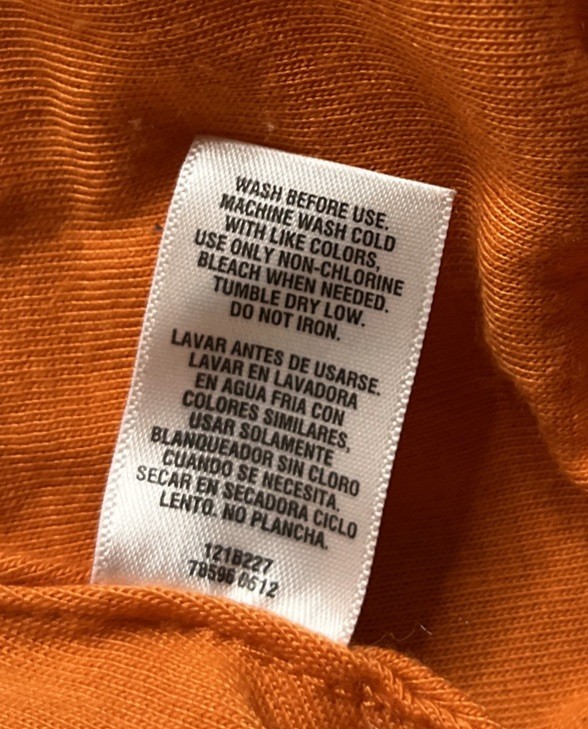 WASH BEFORE USE.
MACHINE WASH COLD
WITH LIKE COLORS,
USE ONLY NON-CHLORINE
BLEACH WHEN NEEDED.
TUMBLE DRY LOW.
DO NOT IRON.
LAVAR ANTES DE USARSE.
LAVAR EN LAVADORA
EN AGUA FRIA CON
COLORES SIMILARES,
USAR SOLAMENTE
BLANQUEADOR SIN CLORO
CUANDO SE NECESITA.
SECAR EN SECADORA CICLO
LENTO. NO PLANCHA.
121B227
78596 0612